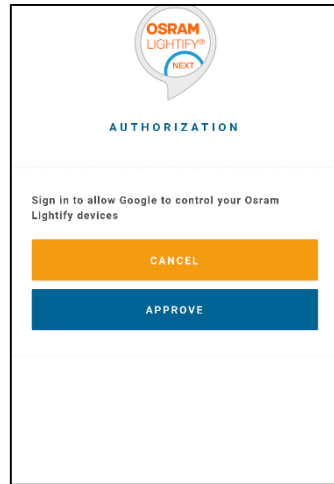 OSRAM
LIGHTIFY®
NEXT
AUTHORIZATION
Sign in to allow Google to control your Osram
Lightify devices
CANCEL
APPROVE